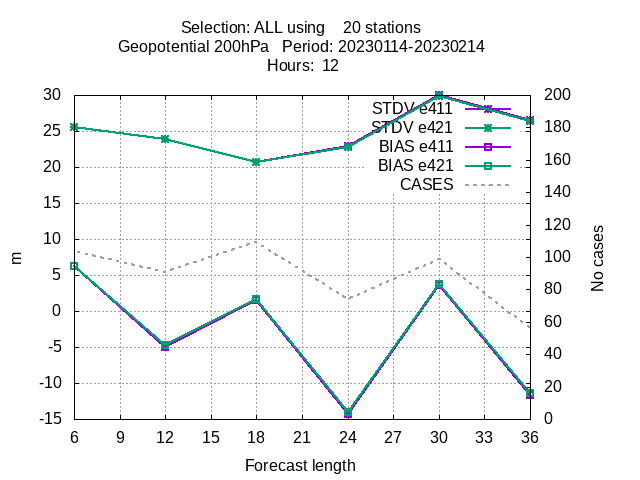 Selection: ALL using    20 stations
Geopotential 200hPa   Period: 20230114-20230214
Hours:  12
30
25
20
15
10
5
0
-5
-10
-15
m
STDV e411
STDV e421
BIAS e411
BIAS e421
CASES
200
180
160
140
120
100
80
60
40
20
0
No cases
6 9 12 15 18 21 24 27 30 33 36
Forecast length